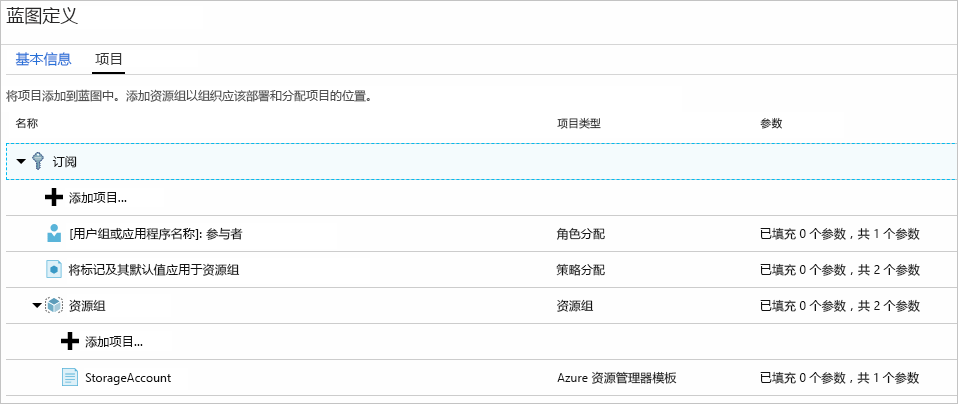 蓝图定义
基本信息 项目
将项目添加到蓝图中。添加资源组以组织应该部署和分配项目的位置。
名称 项目类型 参数
订阅
添加项目...
[用户组或应用程序名称]: 参与者 角色分配 已填充 0 个参数，共 1 个参数
将标记及其默认值应用于资源组 策略分配 已填充 0 个参数，共 2 个参数
资源组 资源组 已填充 0 个参数，共 2 个参数
添加项目...
StorageAccount Azure 资源管理器模板 已填充 0 个参数，共 1 个参数